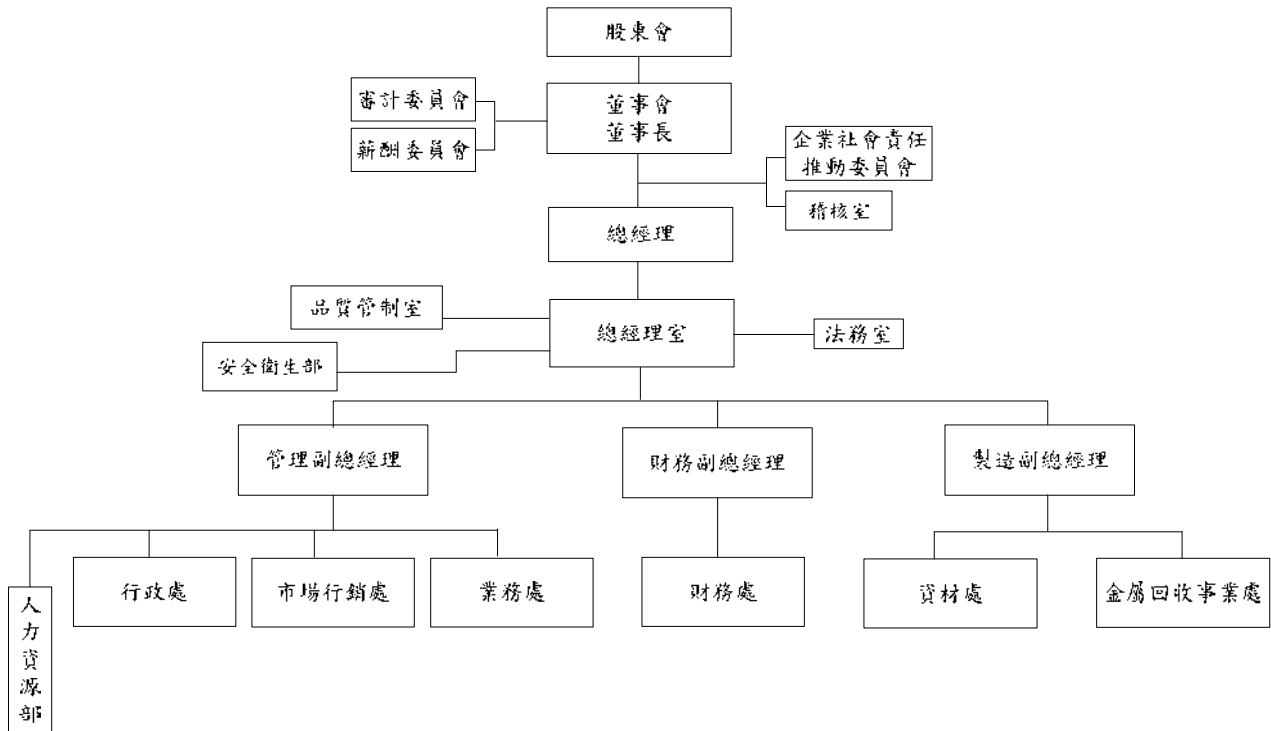 股東會
審計委員會
薪酬委員會
董事會
董事長
企業社會責任
推動委員會
稽核室
總經理
品質管制室
總經理室
法務室
安全衛生部
管理副總經理
財務副總經理
製造副總經理
人力資源部
行政處
市場行銷處
業務處
財務處
資材處
金屬回收事業處